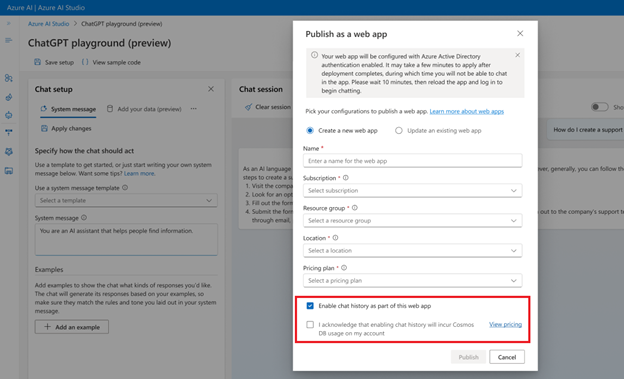 Azure AI | Azure AI Studio
Azure AI Studio > ChatGPT playground (preview)
ChatGPT playground (preview)
Save setup
View sample code
Chat setup
System message
Add your data (preview)
Apply changes
Specify how the chat should act
Use a template to get started, or just start writing your own
system message below. Want some tips? Learn more.
Use a system message template
Select a template
System message
You are an AI assistant that helps people find information.
Examples
Add examples to show the chat what kinds of responses you'd like.
The chat will generate its responses based on your examples, so
make sure they match the rules and tone you laid out in your system
message.
+ Add an example
Chat session
Clear session
Sho
How do I create a support
As an AI language
steps to create a s
1. Visit the compa
2. Look for an opt
3. Fill out the form
4. Submit the form
through email.
ver, generally, you can follow these
out to the company's support te
Publish as a web app
Your web app will be configured with Azure Active Directory
authentication enabled. It may take a few minutes to apply after
deployment completes, during which time you will not be able to chat
in the app. Please wait 10 minutes, then reload the app and log in to
begin chatting.
Pick your configurations to publish a web app. Learn more about web apps
Create a new web app
Update an existing web app
Name *
Enter a name for the web app
Subscription *
Select subscription
Resource group *
Select a resource group
Location *
Select a location
Pricing plan *
Select a pricing plan
Enable chat history as part of this web app
I acknowledge that enabling chat history will incur Cosmos
DB usage on my account
View pricing
Publish
Cancel